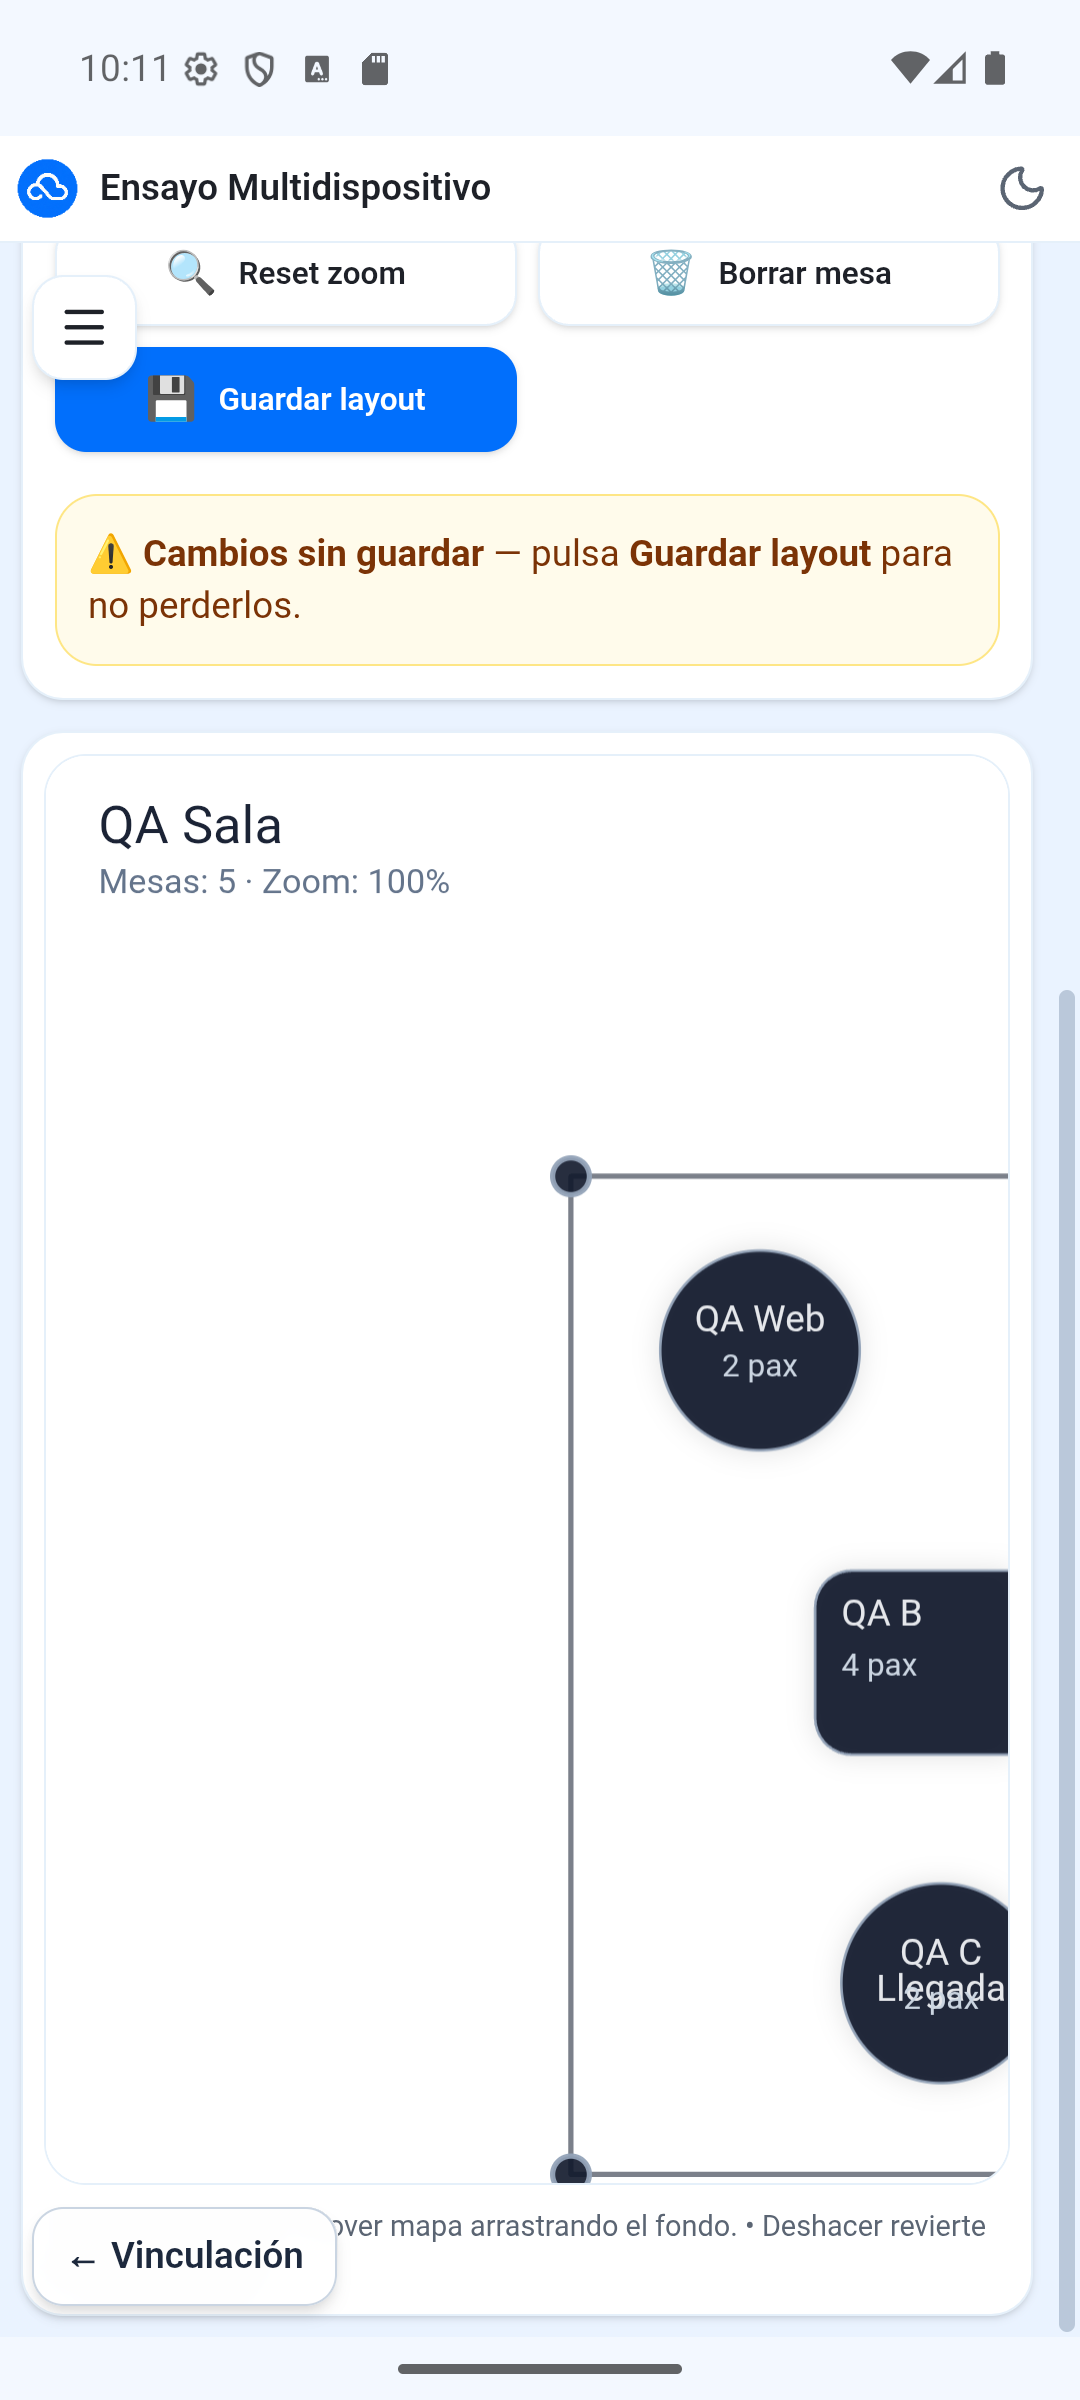 10:11
Ensayo Multidispositivo
Reset zoom
Borrar mesa
Guardar layout
Cambios sin guardar — pulsa Guardar layout para
no perderlos.
QA Sala
Mesas: 5 · Zoom: 100%
QA Web
2 pax
QA B
4 pax
QA C
Llegada
2 pax
over mapa arrastrando el fondo. • Deshacer revierte
← Vinculación